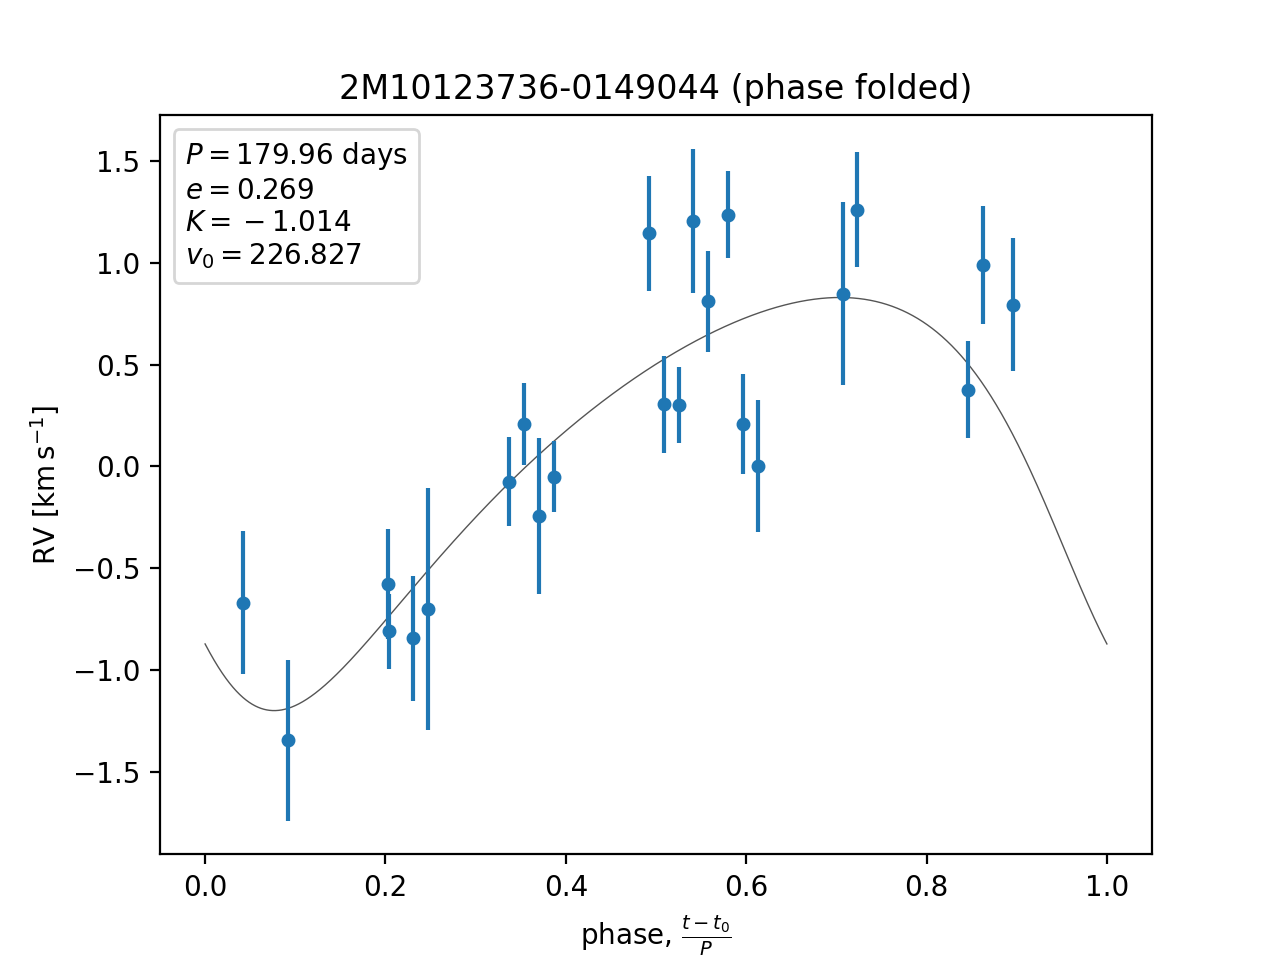 2M10123736-0149044 (phase folded)
P = 179.96 days
e = 0.269
K = −1.014
v₀ = 226.827
1.5
1.0
0.5
0.0
−0.5
−1.0
−1.5
RV [km s⁻¹]
0.0 0.2 0.4 0.6 0.8 1.0
phase, (t − t₀)/P